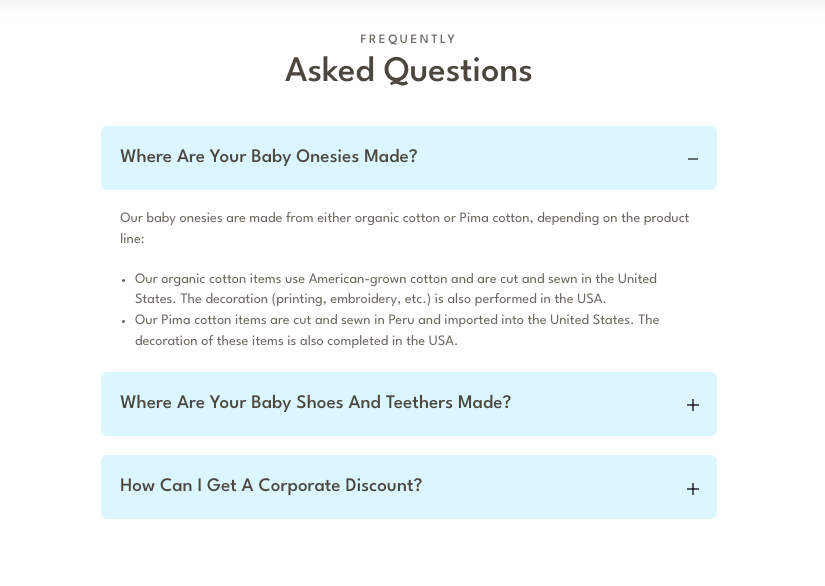 FREQUENTLY
Asked Questions
Where Are Your Baby Onesies Made?
Our baby onesies are made from either organic cotton or Pima cotton, depending on the product
line:
• Our organic cotton items use American-grown cotton and are cut and sewn in the United
States. The decoration (printing, embroidery, etc.) is also performed in the USA.
• Our Pima cotton items are cut and sewn in Peru and imported into the United States. The
decoration of these items is also completed in the USA.
Where Are Your Baby Shoes And Teethers Made?
How Can I Get A Corporate Discount?